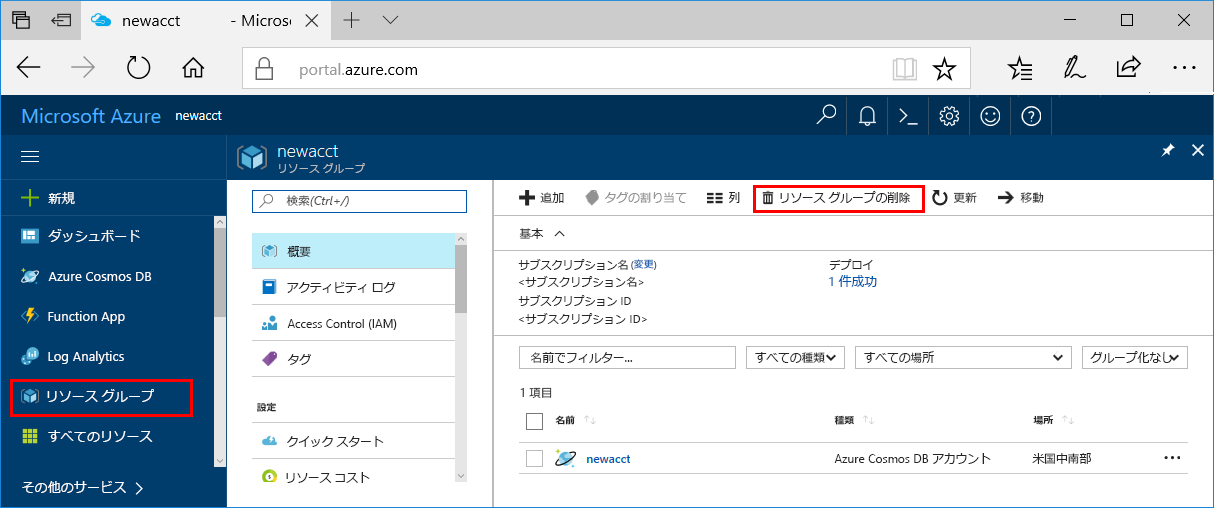 newacct - Microsc
portal.azure.com
Microsoft Azure newacct
newacct
リソース グループ
新規
ダッシュボード
Azure Cosmos DB
Function App
Log Analytics
リソース グループ
すべてのリソース
その他のサービス
検索(Ctrl+/)
概要
アクティビティ ログ
Access Control (IAM)
タグ
設定
クイック スタート
リソース コスト
追加 タグの割り当て 列 リソース グループの削除 更新 移動
基本
サブスクリプション名 (変更)
<サブスクリプション名>
サブスクリプション ID
<サブスクリプション ID>
デプロイ
1 件成功
名前でフィルター... すべての種類 すべての場所 グループ化なし
1 項目
名前 種類 場所
newacct Azure Cosmos DB アカウント 米国中南部